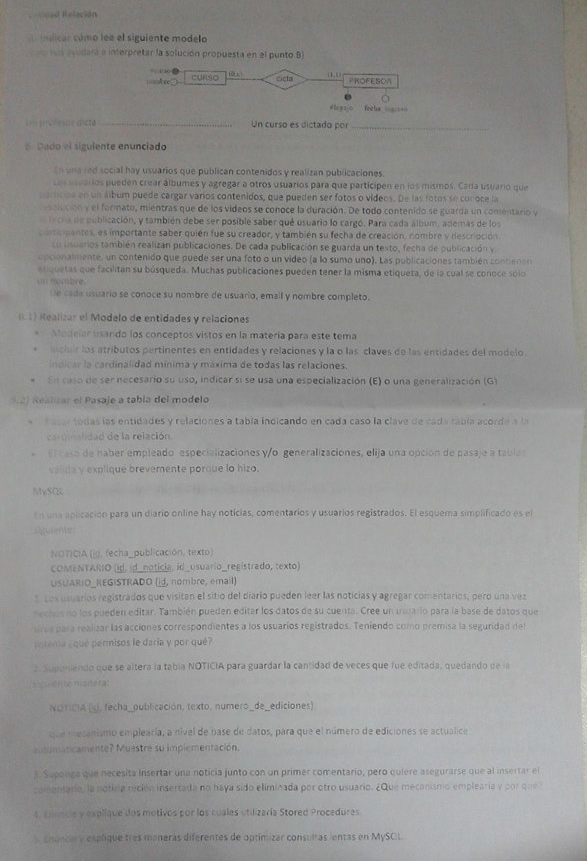 Relación
Indicar cómo lee el siguiente modelo
a interpretar la solución propuesta en el punto B)
CURSO
dicta
(1,1)
PROFESOR
#legajo fecha_ingreso
dicta Un curso es dictado por
Dado el siguiente enunciado
En una red social hay usuarios que publican contenidos y realizan publicaciones.
Los usuarios pueden crear álbumes y agregar a otros usuarios para que participen en los mismos. Cada usuario que
en un álbum puede cargar varios contenidos, que pueden ser fotos o videos. De las fotos se conoce la
y el formato, mientras que de los videos se conoce la duración. De todo contenido se guarda un comentario y
de publicación, y también debe ser posible saber qué usuario lo cargó. Para cada álbum, además de los
participantes, es importante saber quién fue su creador, y también su fecha de creación, nombre y descripción.
Lo usuarios también realizan publicaciones. De cada publicación se guarda un texto, fecha de publicación y,
opcionalmente, un contenido que puede ser una foto o un video (a lo sumo uno). Las publicaciones también contienen
etiquetas que facilitan su búsqueda. Muchas publicaciones pueden tener la misma etiqueta, de la cual se conoce sólo
nombre.
De cada usuario se conoce su nombre de usuario, email y nombre completo.
Realizar el Modelo de entidades y relaciones
Modelar usando los conceptos vistos en la materia para este tema
los atributos pertinentes en entidades y relaciones y la o las claves de las entidades del modelo
Indicar la cardinalidad mínima y máxima de todas las relaciones.
En caso de ser necesario su uso, indicar si se usa una especialización (E) o una generalización (G)
Realizar el Pasaje a tabla del modelo
Pasar todas las entidades y relaciones a tabla indicando en cada caso la clave de cada tabla acorde a la
cardinalidad de la relación.
de haber empleado especializaciones y/o generalizaciones, elija una opción de pasaje a tablas
válida y explique brevemente porque lo hizo.
MySQL
En una aplicación para un diario online hay noticias, comentarios y usuarios registrados. El esquema simplificado es el
siguiente:
NOTICIA (id, fecha_publicación, texto)
COMENTARIO (id, id_noticia, id_usuario_registrado, texto)
USUARIO_REGISTRADO (id, nombre, email)
1. Los usuarios registrados que visitan el sitio del diario pueden leer las noticias y agregar comentarios, pero una vez
hechos no los pueden editar. También pueden editar los datos de su cuenta. Cree un usuario para la base de datos que
para realizar las acciones correspondientes a los usuarios registrados. Teniendo como premisa la seguridad del
sistema ¿qué permisos le daría y por qué?
2. Suponiendo que se altera la tabla NOTICIA para guardar la cantidad de veces que fue editada, quedando de la
siguiente manera:
NOTICIA (id, fecha_publicación, texto, numero_de_ediciones)
que mecanismo emplearía, a nivel de base de datos, para que el número de ediciones se actualice
automáticamente? Muestre su implementación.
3. Suponga que necesita insertar una noticia junto con un primer comentario, pero quiere asegurarse que al insertar el
comentario, la noticia recién insertada no haya sido eliminada por otro usuario. ¿Que mecanismo emplearía y por qué?
4. Enuncie y explique dos motivos por los cuales utilizaría Stored Procedures.
5. Enuncie y explique tres maneras diferentes de optimizar consultas lentas en MySQL.